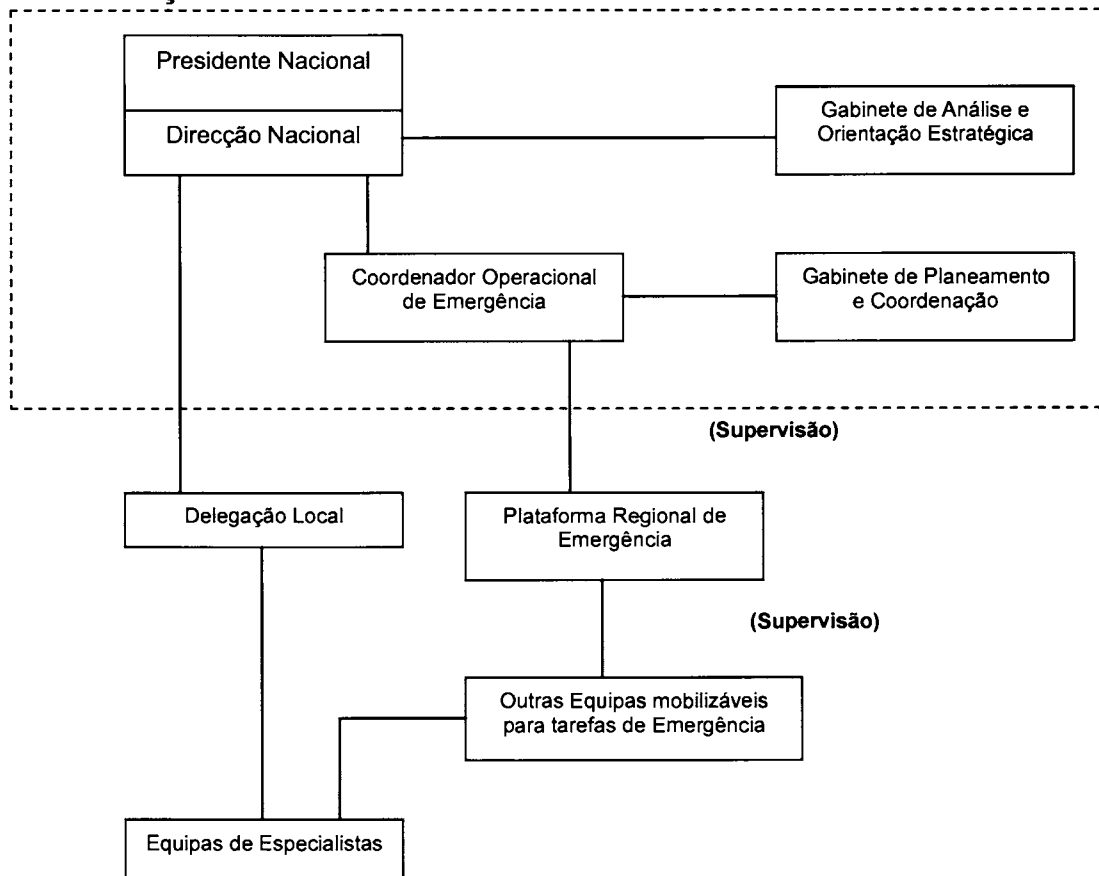 Presidente Nacional
Direcção Nacional
Gabinete de Análise e
Orientação Estratégica
Coordenador Operacional
de Emergência
Gabinete de Planeamento
e Coordenação
(Supervisão)
Delegação Local
Plataforma Regional de
Emergência
(Supervisão)
Outras Equipas mobilizáveis
para tarefas de Emergência
Equipas de Especialistas